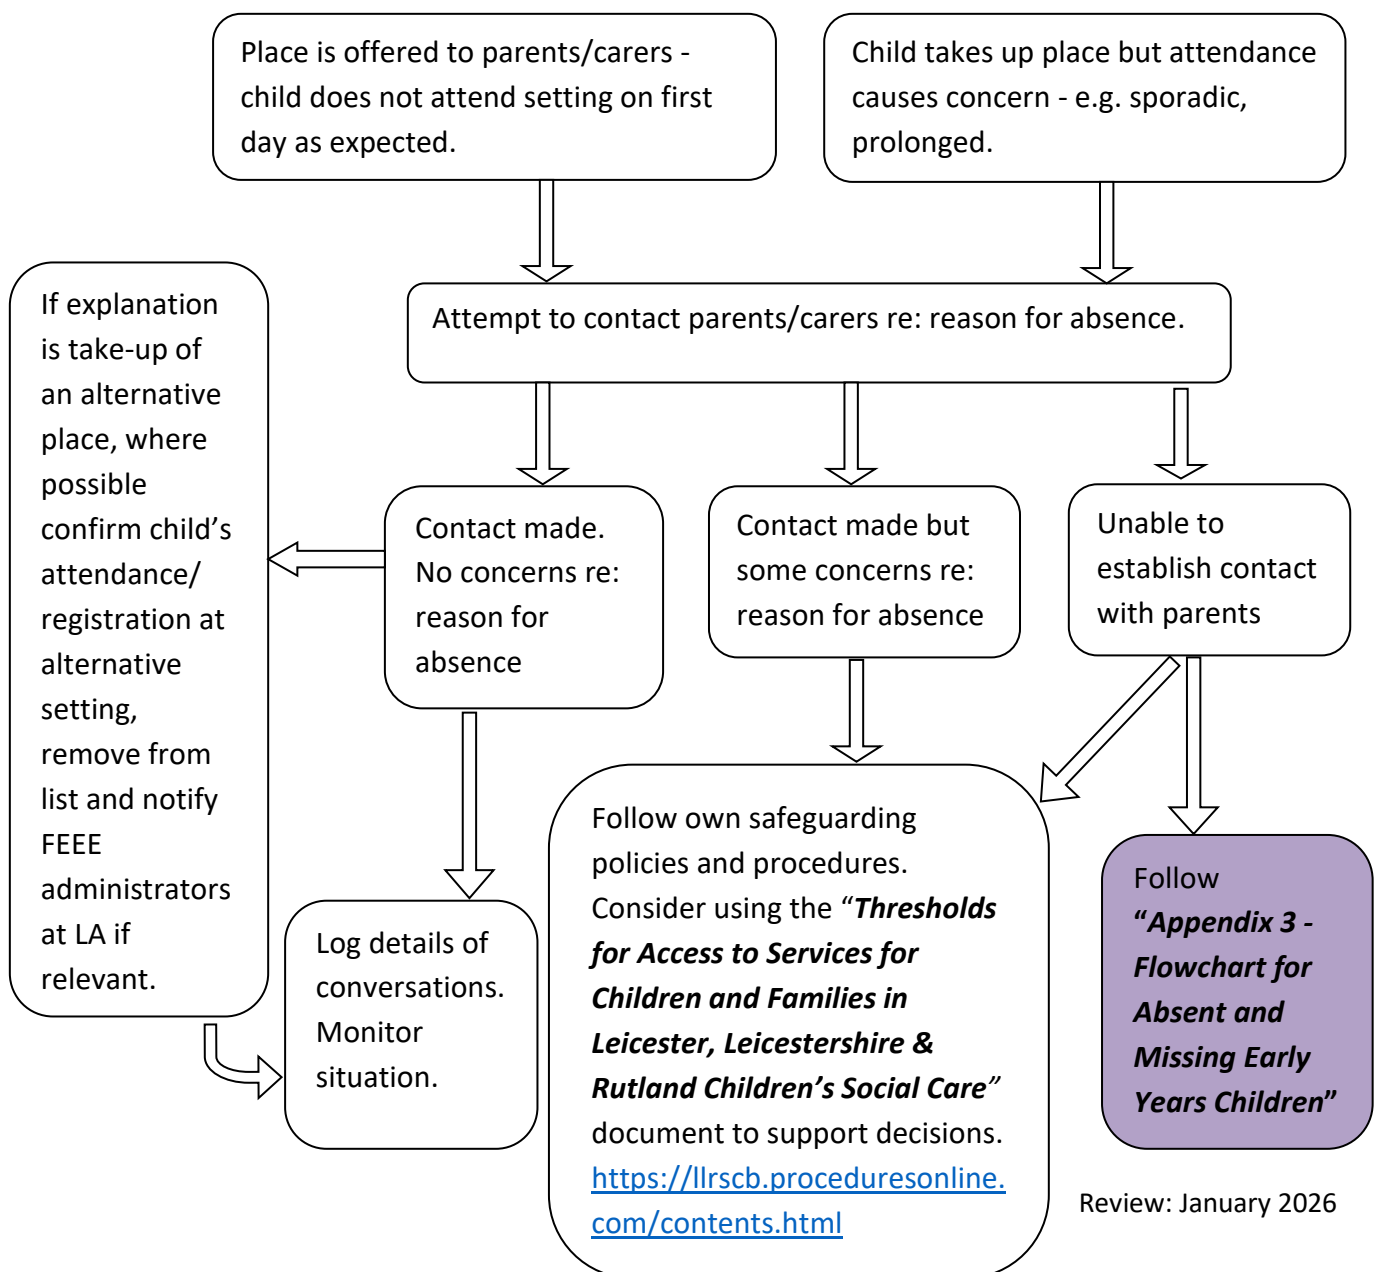 Place is offered to parents/carers -
child does not attend setting on first
day as expected.
Child takes up place but attendance
causes concern - e.g. sporadic,
prolonged.
Attempt to contact parents/carers re: reason for absence.
If explanation
is take-up of
an alternative
place, where
possible
confirm child’s
attendance/
registration at
alternative
setting,
remove from
list and notify
FEEE
administrators
at LA if
relevant.
Contact made.
No concerns re:
reason for
absence
Contact made but
some concerns re:
reason for absence
Unable to
establish contact
with parents
Log details of
conversations.
Monitor
situation.
Follow own safeguarding
policies and procedures.
Consider using the “Thresholds
for Access to Services for
Children and Families in
Leicester, Leicestershire &
Rutland Children’s Social Care”
document to support decisions.
https://llrscb.proceduresonline.
com/contents.html
Follow
“Appendix 3 -
Flowchart for
Absent and
Missing Early
Years Children”
Review: January 2026